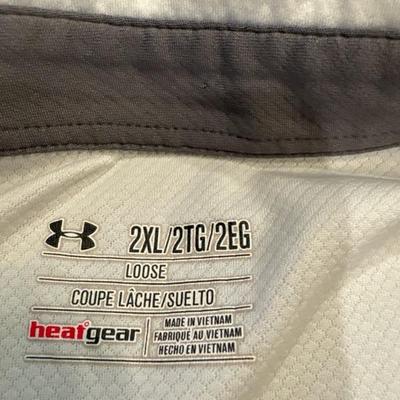 2XL/2TG/2EG
LOOSE
COUPE LÂCHE/SUELTO
heatgear
MADE IN VIETNAM
FABRIQUÉ AU VIETNAM
HECHO EN VIETNAM